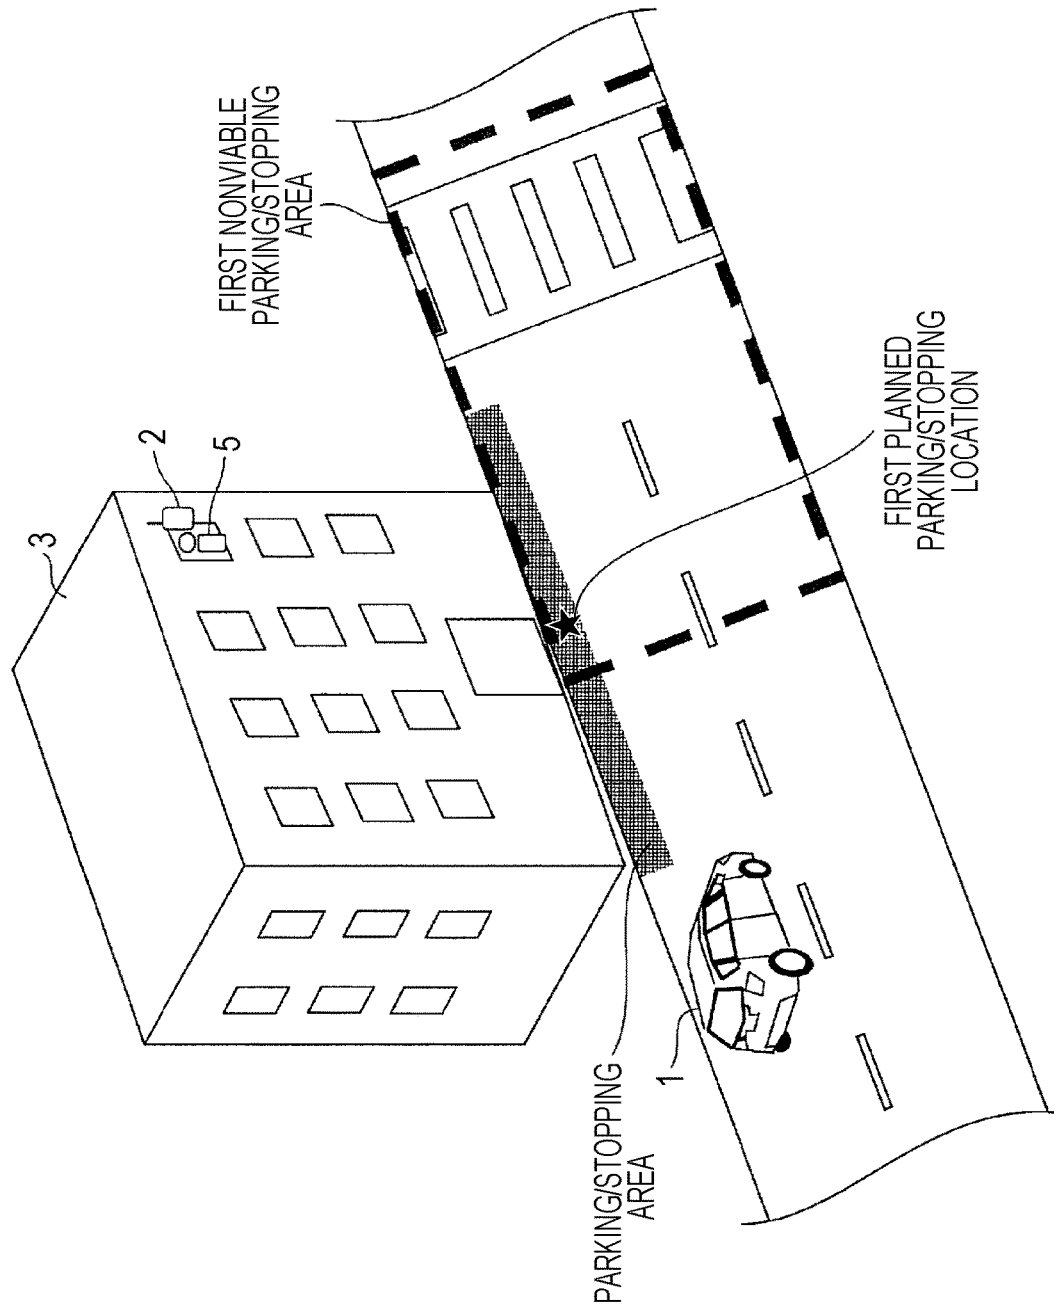 FIRST NONVIABLE
PARKING/STOPPING
AREA
2
5
3
FIRST PLANNED
PARKING/STOPPING
LOCATION
1
PARKING/STOPPING
AREA